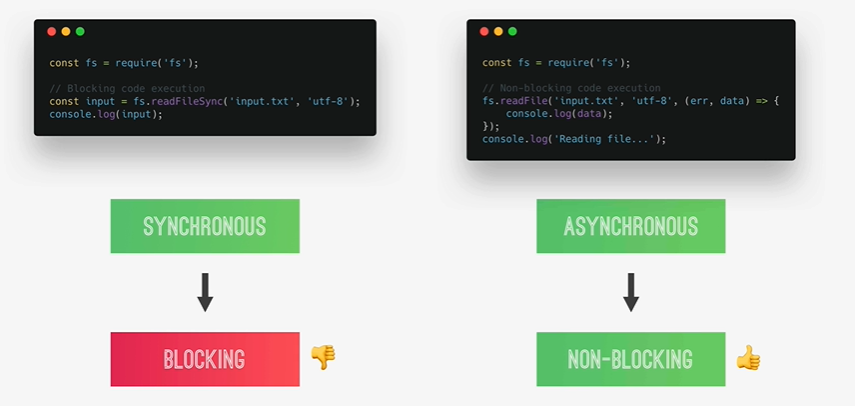 const fs = require('fs');
// Blocking code execution
const input = fs.readFileSync('input.txt', 'utf-8');
console.log(input);
SYNCHRONOUS
BLOCKING
const fs = require('fs');
// Non-blocking code execution
fs.readFile('input.txt', 'utf-8', (err, data) => {
    console.log(data);
});
console.log('Reading file...');
ASYNCHRONOUS
NON-BLOCKING